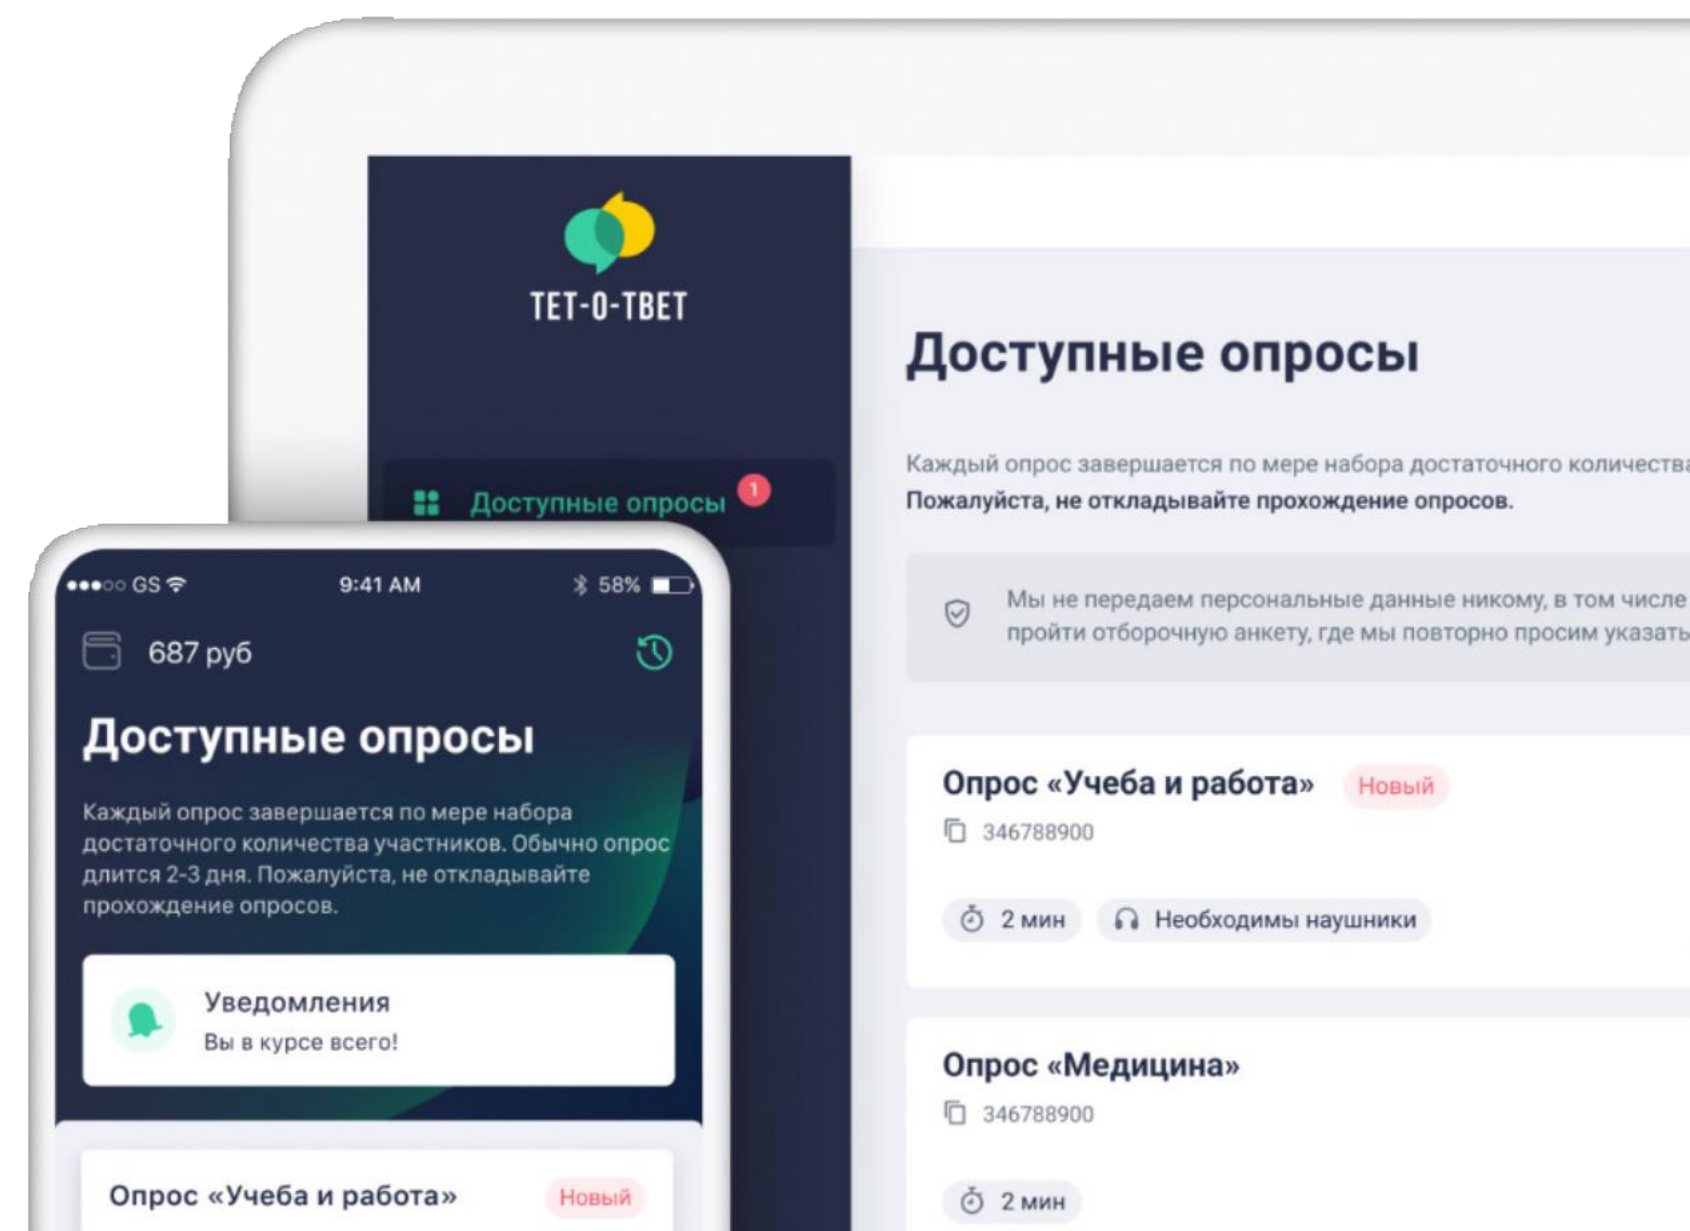 ТЕТ-О-ТВЕТ
Доступные опросы
1
Доступные опросы
Каждый опрос завершается по мере набора достаточного количества
Пожалуйста, не откладывайте прохождение опросов.
Мы не передаем персональные данные никому, в том числе
пройти отборочную анкету, где мы повторно просим указать
Опрос «Учеба и работа»
Новый
346788900
2 мин
Необходимы наушники
Опрос «Медицина»
346788900
2 мин
GS
9:41 AM
58%
687 руб
Доступные опросы
Каждый опрос завершается по мере набора
достаточного количества участников. Обычно опрос
длится 2-3 дня. Пожалуйста, не откладывайте
прохождение опросов.
Уведомления
Вы в курсе всего!
Опрос «Учеба и работа»
Новый